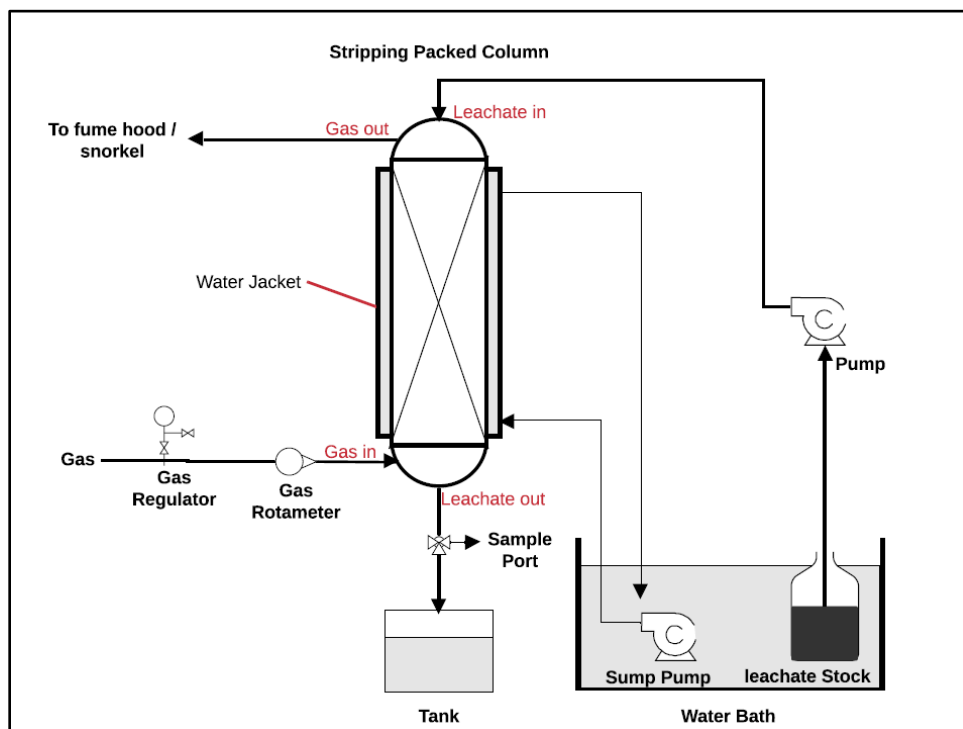 Stripping Packed Column
Leachate in
Gas out
To fume hood /
snorkel
Water Jacket
C
Pump
Gas in
Gas
Gas
Regulator
Gas
Rotameter
Leachate out
Sample
Port
C
Sump Pump
leachate Stock
Tank
Water Bath